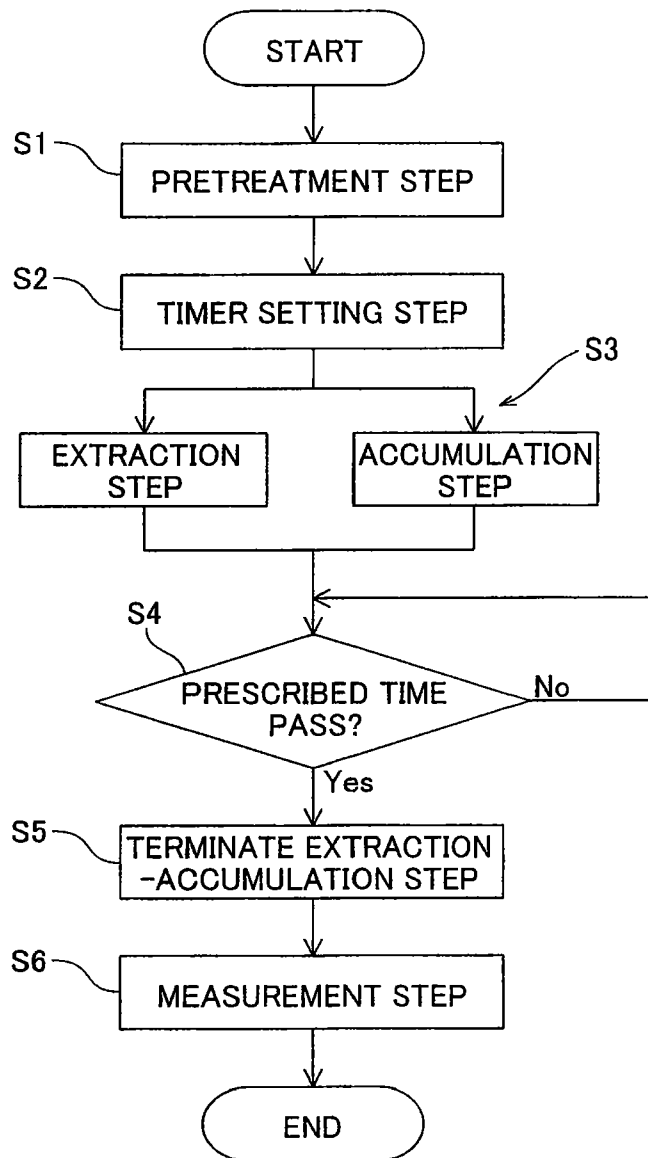 START
S1
PRETREATMENT STEP
S2
TIMER SETTING STEP
S3
EXTRACTION
STEP
ACCUMULATION
STEP
S4
PRESCRIBED TIME
PASS?
No
Yes
S5
TERMINATE EXTRACTION
-ACCUMULATION STEP
S6
MEASUREMENT STEP
END